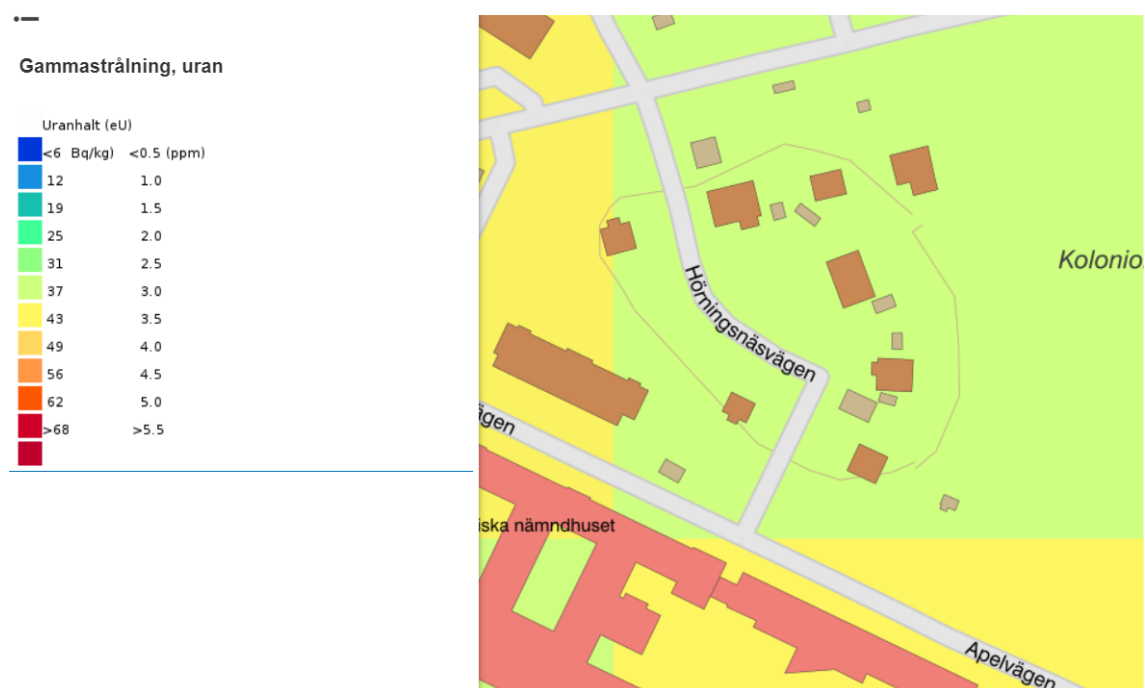 Gammastrålning, uran
Uranhalt (eU)
<6 Bq/kg) <0.5 (ppm)
12 1.0
19 1.5
25 2.0
31 2.5
37 3.0
43 3.5
49 4.0
56 4.5
62 5.0
>68 >5.5
Kolonio
Hörningsnäsvägen
ägen
iska nämndhuset
Apelvägen